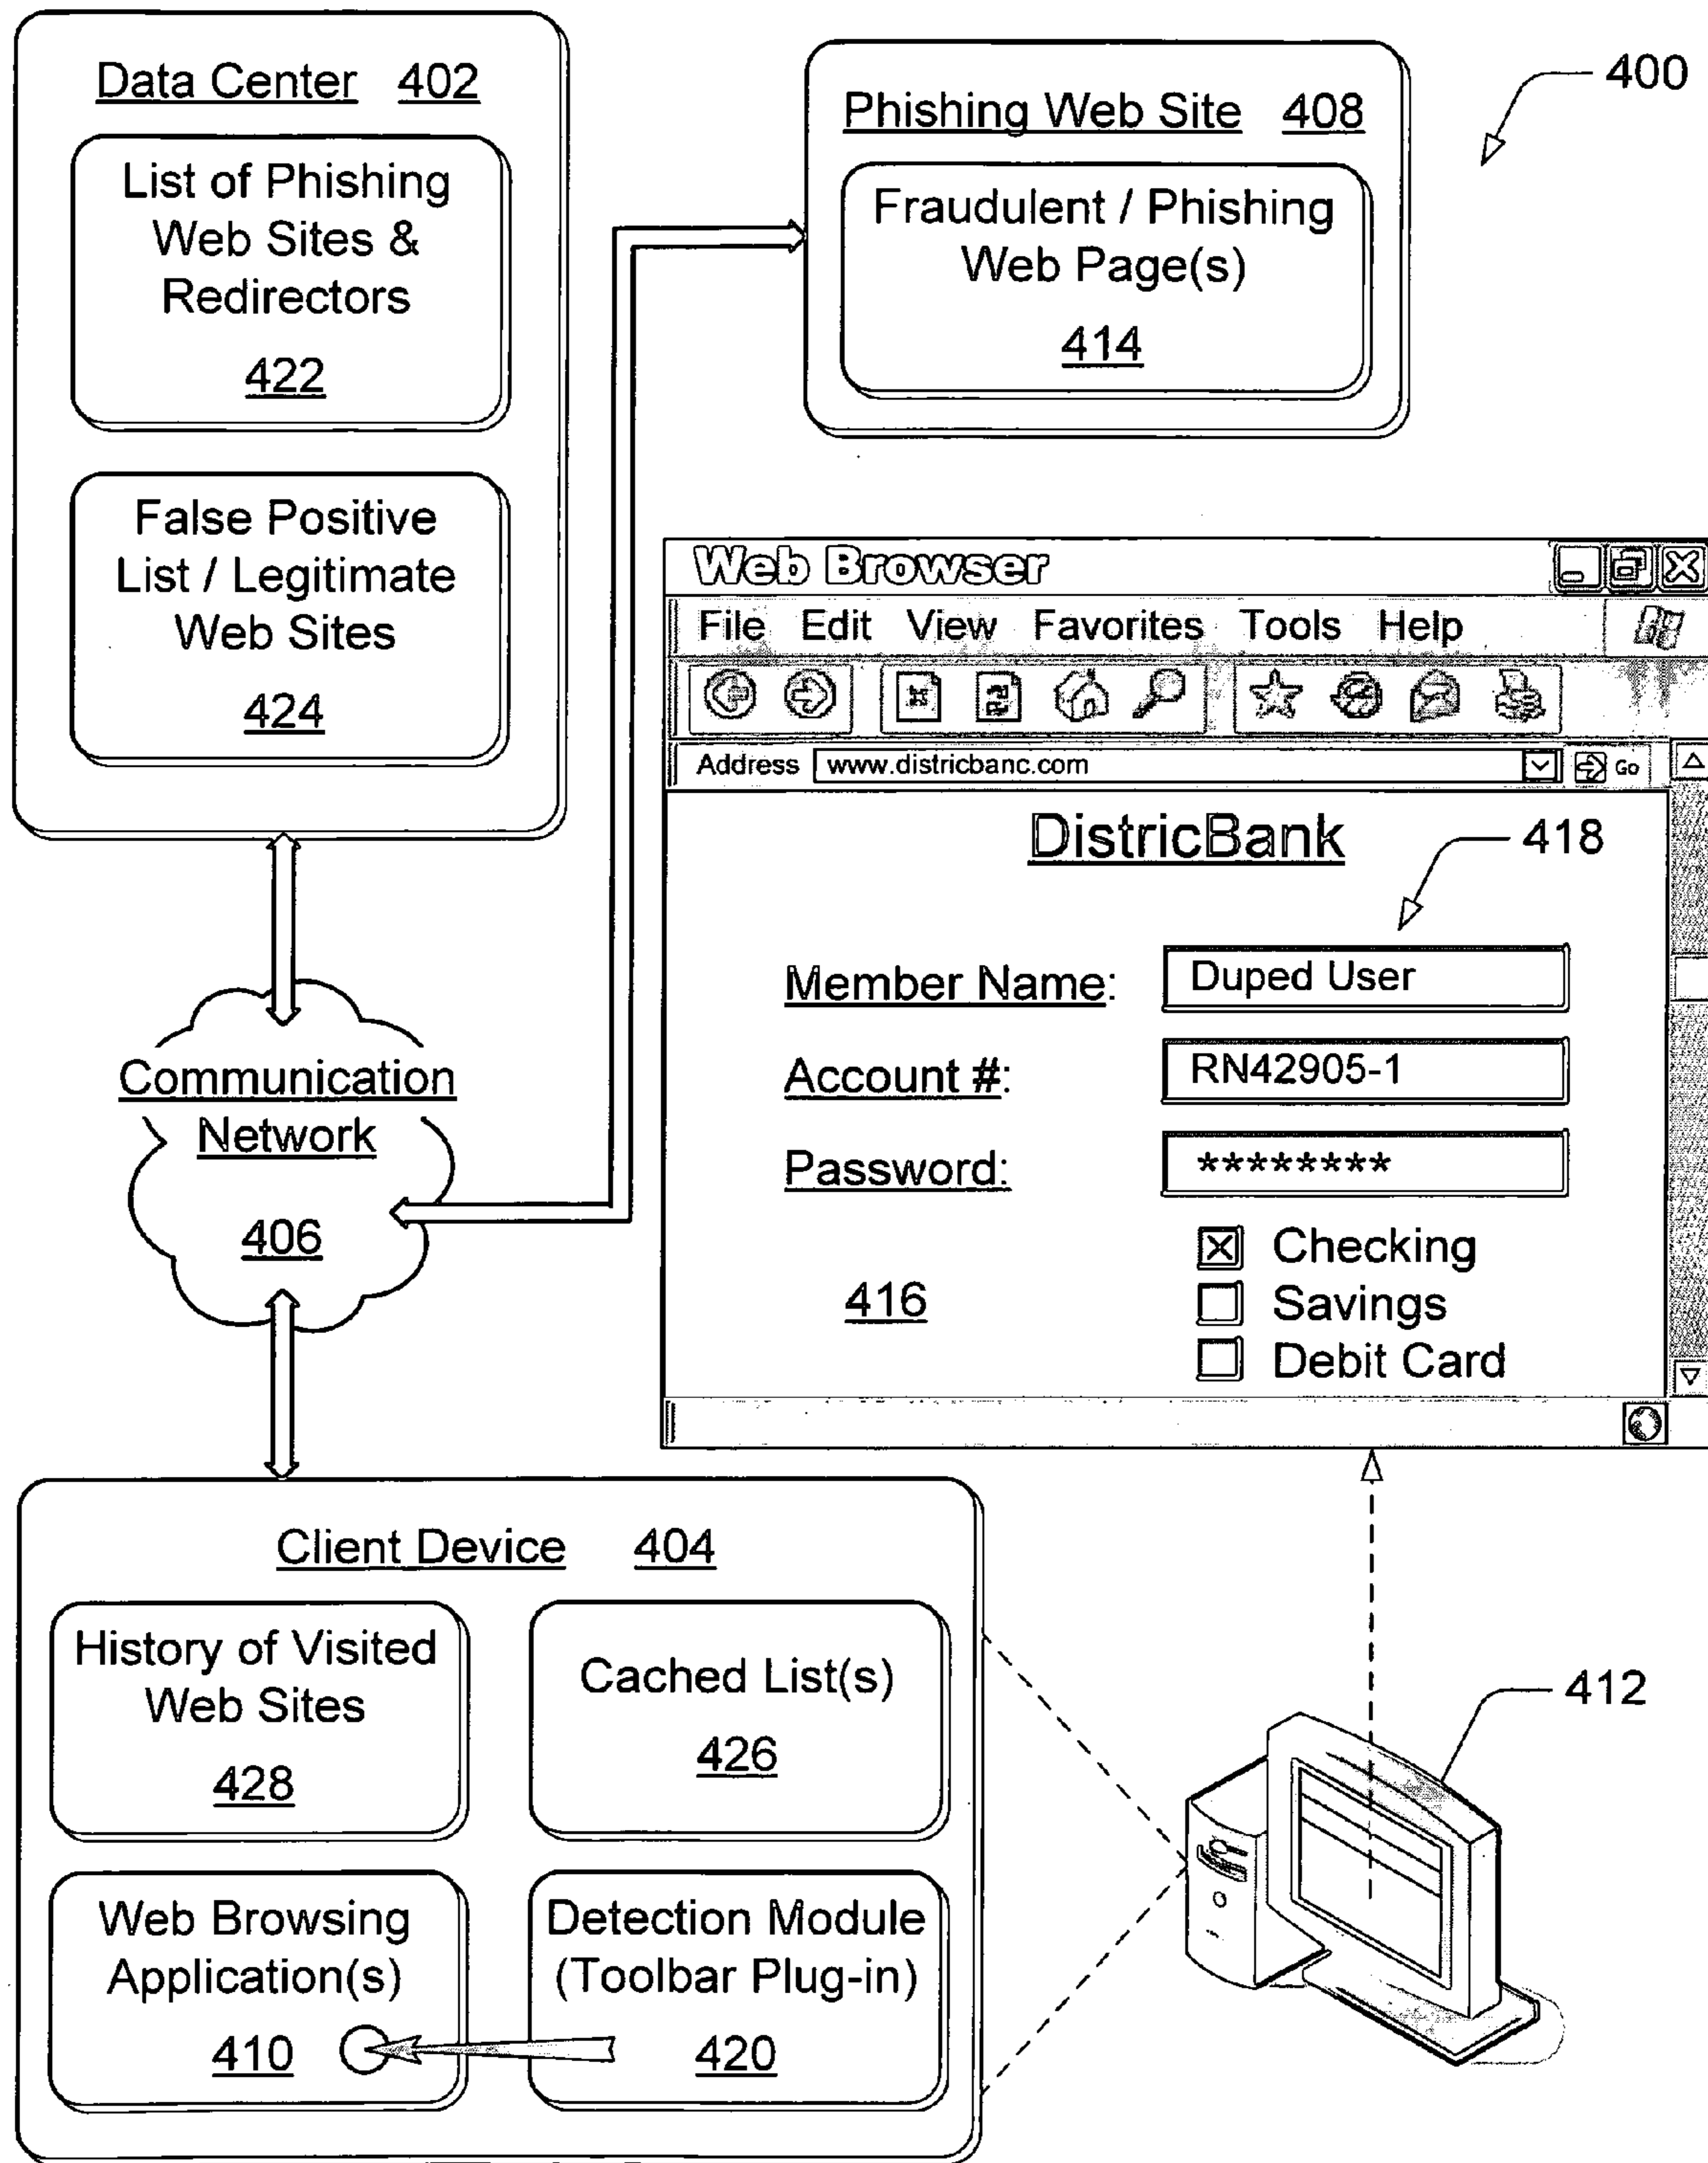 Data Center 402
List of Phishing
Web Sites &
Redirectors
422
False Positive
List / Legitimate
Web Sites
424
Phishing Web Site 408
Fraudulent / Phishing
Web Page(s)
414
400
Web Browser
File Edit View Favorites Tools Help
Address www.districbanc.com Go
DistricBank
418
Member Name: Duped User
Account #: RN42905-1
Password: ********
Checking
Savings
Debit Card
416
Communication
Network
406
Client Device 404
History of Visited
Web Sites
428
Cached List(s)
426
Web Browsing
Application(s)
410
Detection Module
(Toolbar Plug-in)
420
412